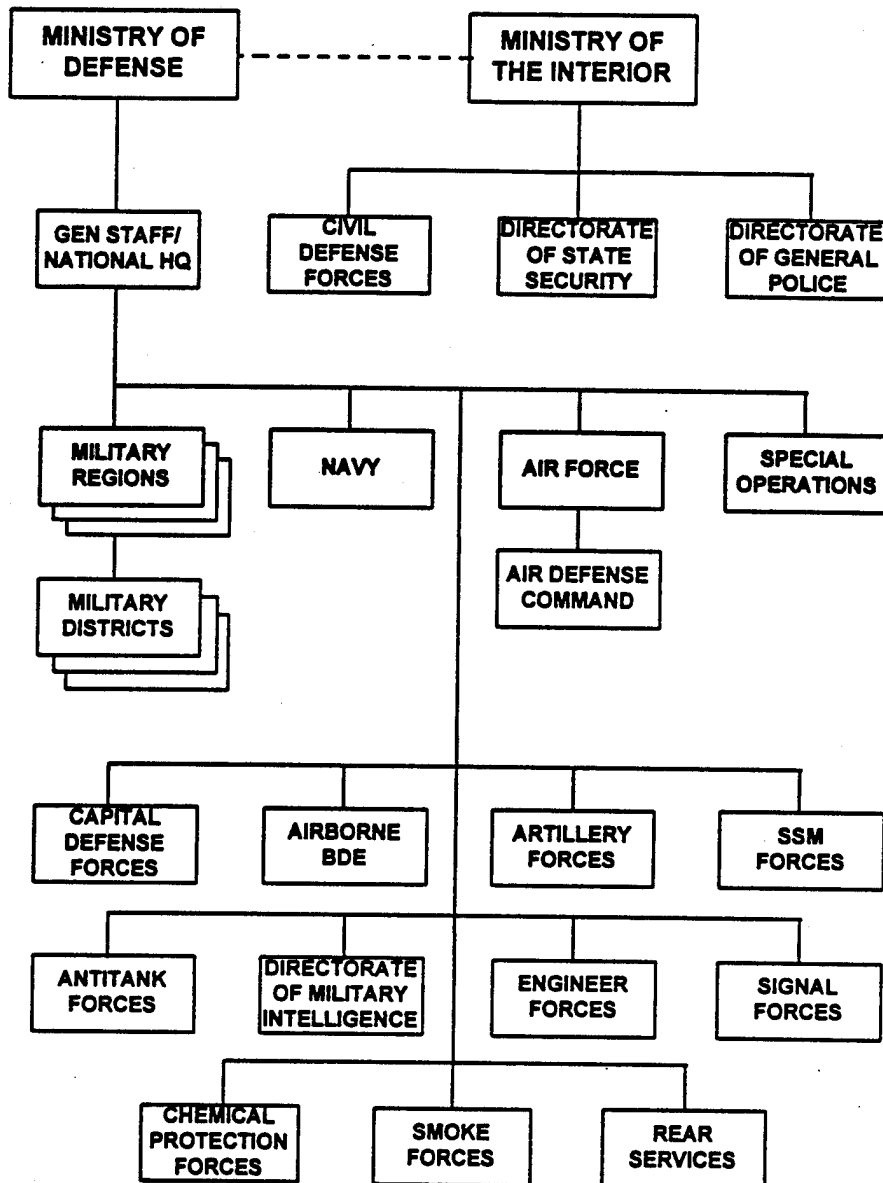 MINISTRY OF
DEFENSE
MINISTRY OF
THE INTERIOR
GEN STAFF/
NATIONAL HQ
CIVIL
DEFENSE
FORCES
DIRECTORATE
OF STATE
SECURITY
DIRECTORATE
OF GENERAL
POLICE
MILITARY
REGIONS
NAVY
AIR FORCE
SPECIAL
OPERATIONS
MILITARY
DISTRICTS
AIR DEFENSE
COMMAND
CAPITAL
DEFENSE
FORCES
AIRBORNE
BDE
ARTILLERY
FORCES
SSM
FORCES
ANTITANK
FORCES
DIRECTORATE
OF MILITARY
INTELLIGENCE
ENGINEER
FORCES
SIGNAL
FORCES
CHEMICAL
PROTECTION
FORCES
SMOKE
FORCES
REAR
SERVICES